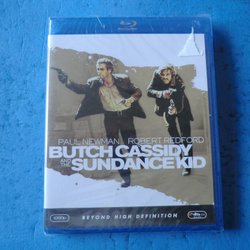 PAUL NEWMAN ROBERT REDFORD
BUTCH CASSIDY
AND THE SUNDANCE KID
BEYOND HIGH DEFINITION